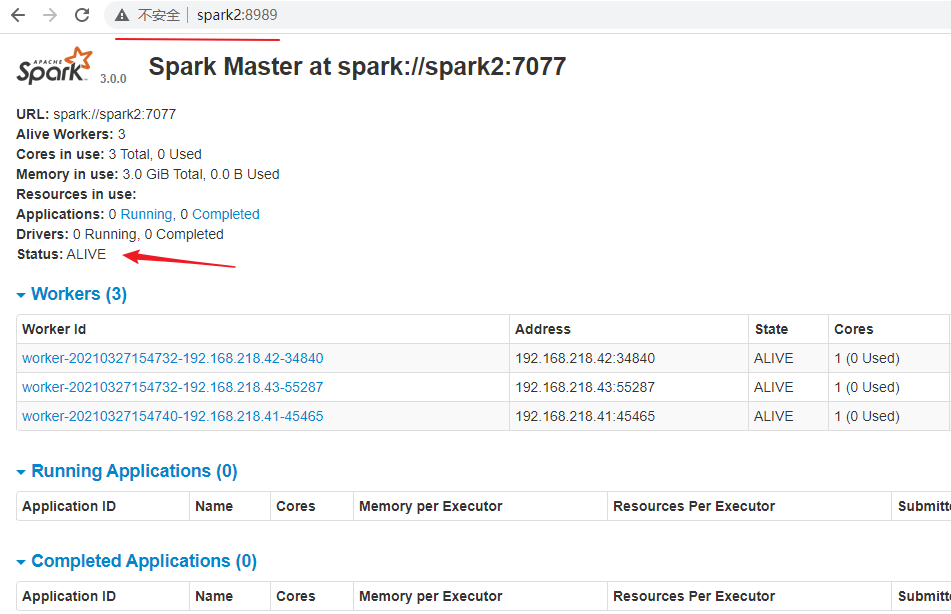 不安全 spark2:8989
APACHE
Spark 3.0.0 Spark Master at spark://spark2:7077
URL: spark://spark2:7077
Alive Workers: 3
Cores in use: 3 Total, 0 Used
Memory in use: 3.0 GiB Total, 0.0 B Used
Resources in use:
Applications: 0 Running, 0 Completed
Drivers: 0 Running, 0 Completed
Status: ALIVE
Workers (3)
Worker Id Address State Cores
worker-20210327154732-192.168.218.42-34840 192.168.218.42:34840 ALIVE 1 (0 Used)
worker-20210327154732-192.168.218.43-55287 192.168.218.43:55287 ALIVE 1 (0 Used)
worker-20210327154740-192.168.218.41-45465 192.168.218.41:45465 ALIVE 1 (0 Used)
Running Applications (0)
Application ID Name Cores Memory per Executor Resources Per Executor Submitt
Completed Applications (0)
Application ID Name Cores Memory per Executor Resources Per Executor Submitt